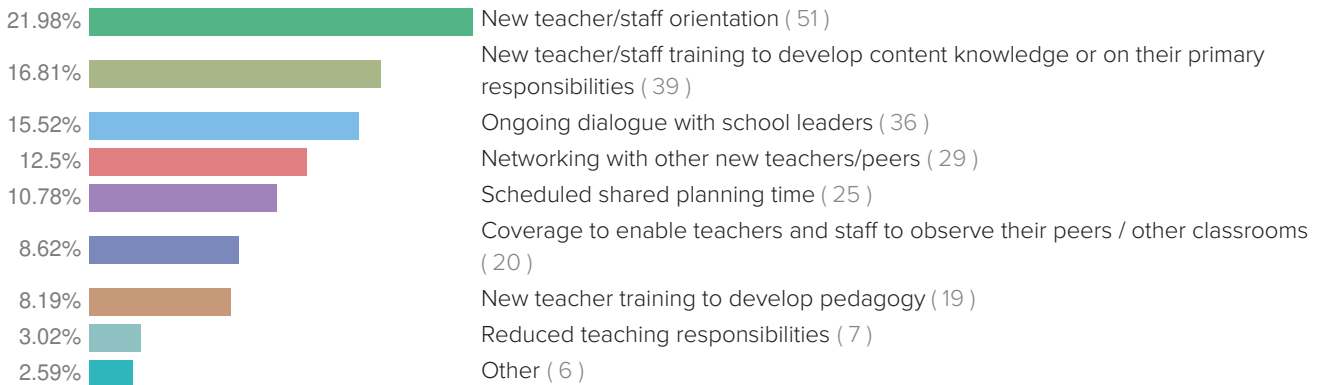 21.98% New teacher/staff orientation ( 51 )
New teacher/staff training to develop content knowledge or on their primary
16.81%
responsibilities ( 39 )
15.52% Ongoing dialogue with school leaders ( 36 )
12.5% Networking with other new teachers/peers ( 29 )
10.78% Scheduled shared planning time ( 25 )
Coverage to enable teachers and staff to observe their peers / other classrooms
8.62%
( 20 )
8.19% New teacher training to develop pedagogy ( 19 )
3.02% Reduced teaching responsibilities ( 7 )
2.59% Other ( 6 )